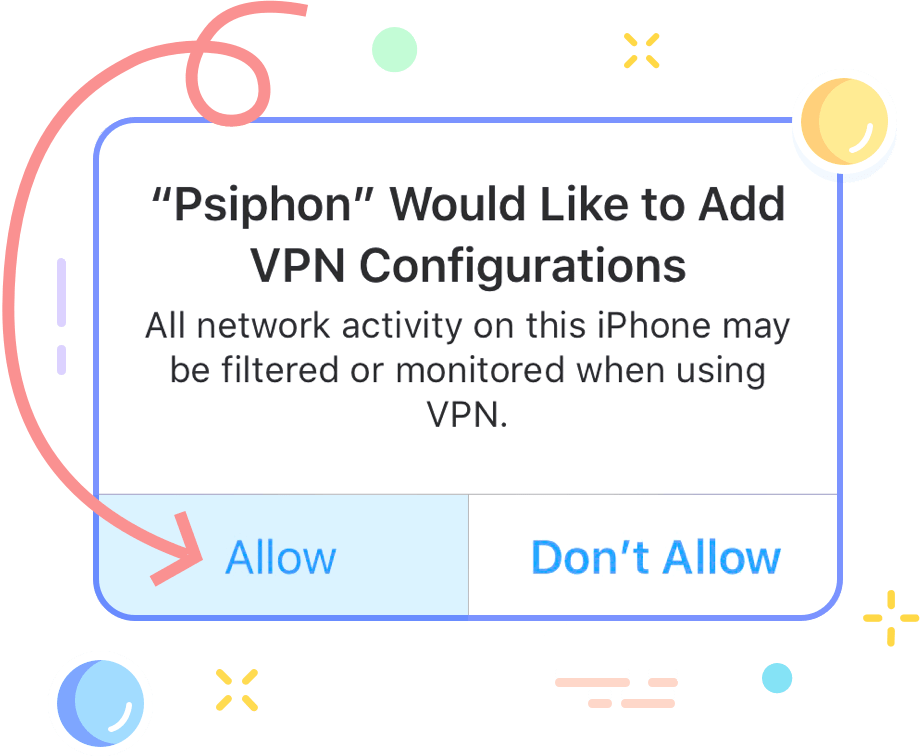 “Psiphon” Would Like to Add
VPN Configurations
All network activity on this iPhone may
be filtered or monitored when using
VPN.
Allow
Don’t Allow